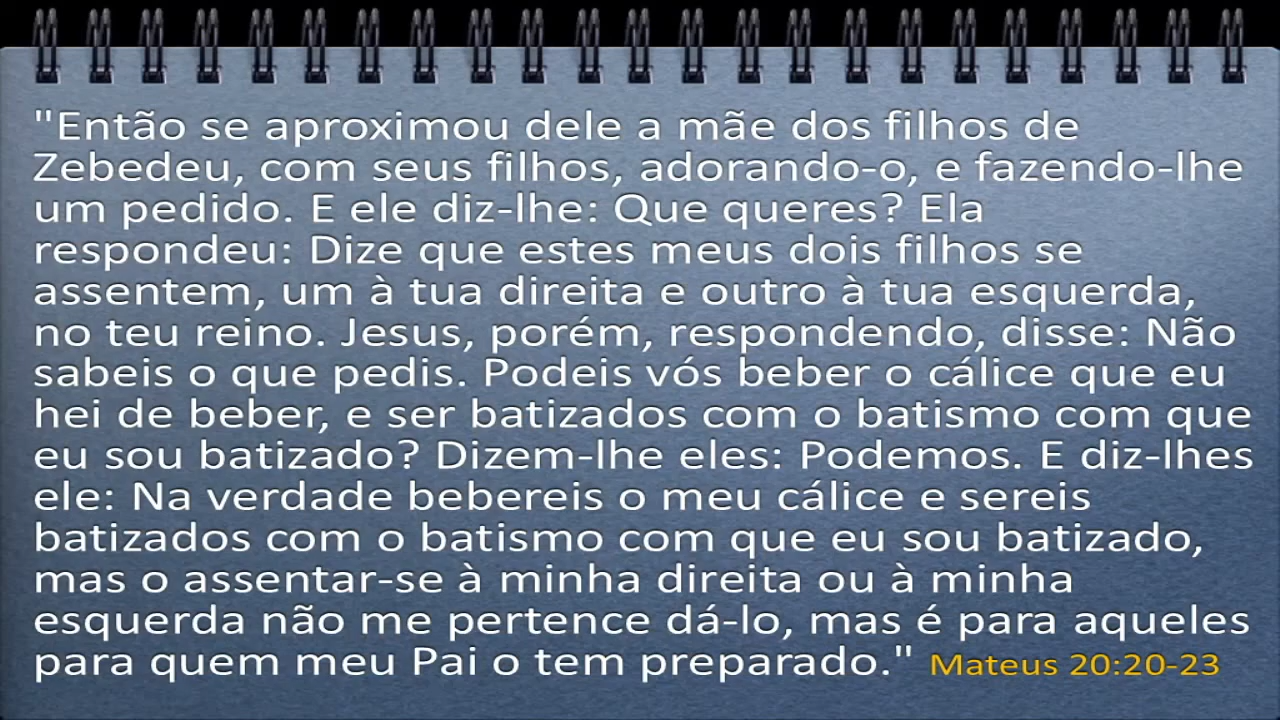 "Então se aproximou dele a mãe dos filhos de
Zebedeu, com seus filhos, adorando-o, e fazendo-lhe
um pedido. E ele diz-lhe: Que queres? Ela
respondeu: Dize que estes meus dois filhos se
assentem, um à tua direita e outro à tua esquerda,
no teu reino. Jesus, porém, respondendo, disse: Não
sabeis o que pedis. Podeis vós beber o cálice que eu
hei de beber, e ser batizados com o batismo com que
eu sou batizado? Dizem-lhe eles: Podemos. E diz-lhes
ele: Na verdade bebereis o meu cálice e sereis
batizados com o batismo com que eu sou batizado,
mas o assentar-se à minha direita ou à minha
esquerda não me pertence dá-lo, mas é para aqueles
para quem meu Pai o tem preparado." Mateus 20:20-23